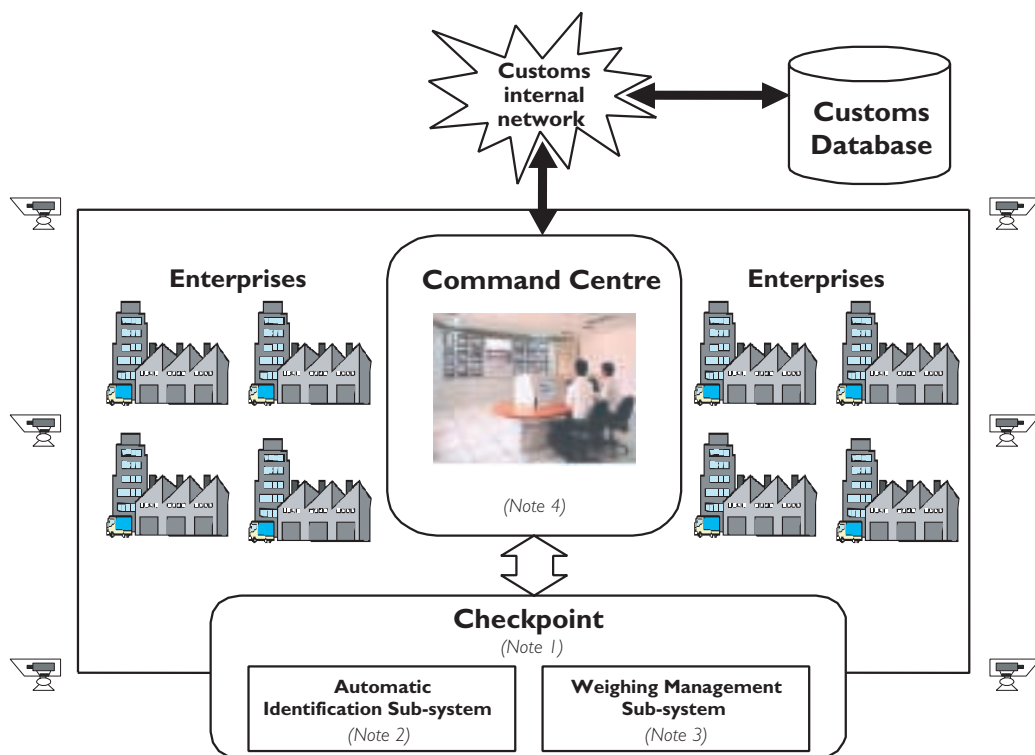 Customs
internal
network
Customs
Database
Enterprises
Command Centre
Enterprises
(Note 4)
Checkpoint
(Note 1)
Automatic
Identification Sub-system
(Note 2)
Weighing Management
Sub-system
(Note 3)